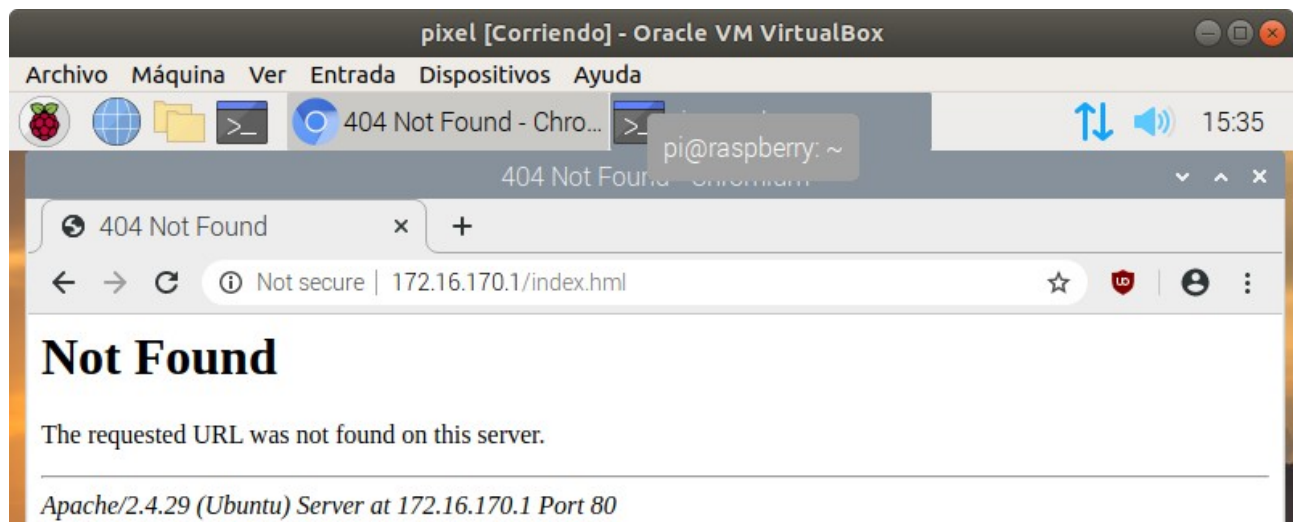 pixel [Corriendo] - Oracle VM VirtualBox
Archivo Máquina Ver Entrada Dispositivos Ayuda
>_ 404 Not Found - Chro... >_ 15:35
pi@raspberry: ~
404 Not Found - Chromium
404 Not Found
Not secure | 172.16.170.1/index.hml
Not Found
The requested URL was not found on this server.
Apache/2.4.29 (Ubuntu) Server at 172.16.170.1 Port 80